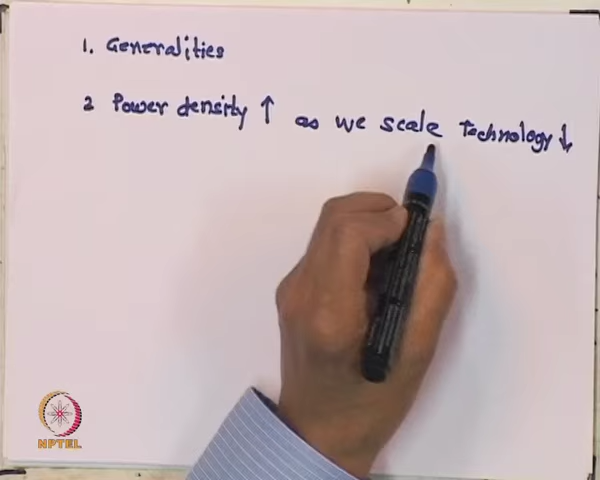 1. Generalities
2 Power density ↑ as we scale Technology ↓
NPTEL